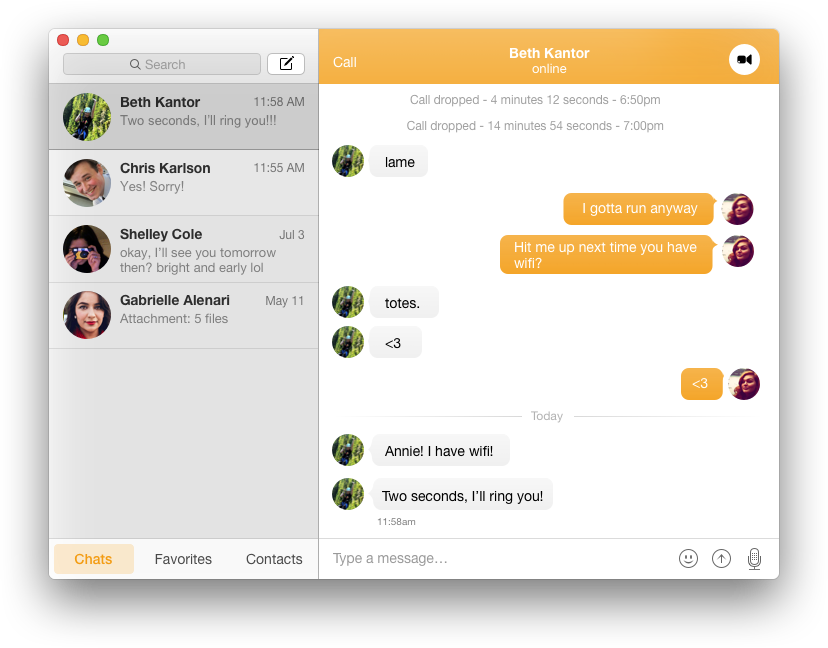 Search
Beth Kantor
11:58 AM
Two seconds, I'll ring you!!!
Chris Karlson
11:55 AM
Yes! Sorry!
Shelley Cole
Jul 3
okay, I'll see you tomorrow
then? bright and early lol
Gabrielle Alenari
May 11
Attachment: 5 files
Chats
Favorites
Contacts
Call
Beth Kantor
online
Call dropped - 4 minutes 12 seconds - 6:50pm
Call dropped - 14 minutes 54 seconds - 7:00pm
lame
I gotta run anyway
Hit me up next time you have
wifi?
totes.
<3
<3
Today
Annie! I have wifi!
Two seconds, I'll ring you!
11:58am
Type a message…